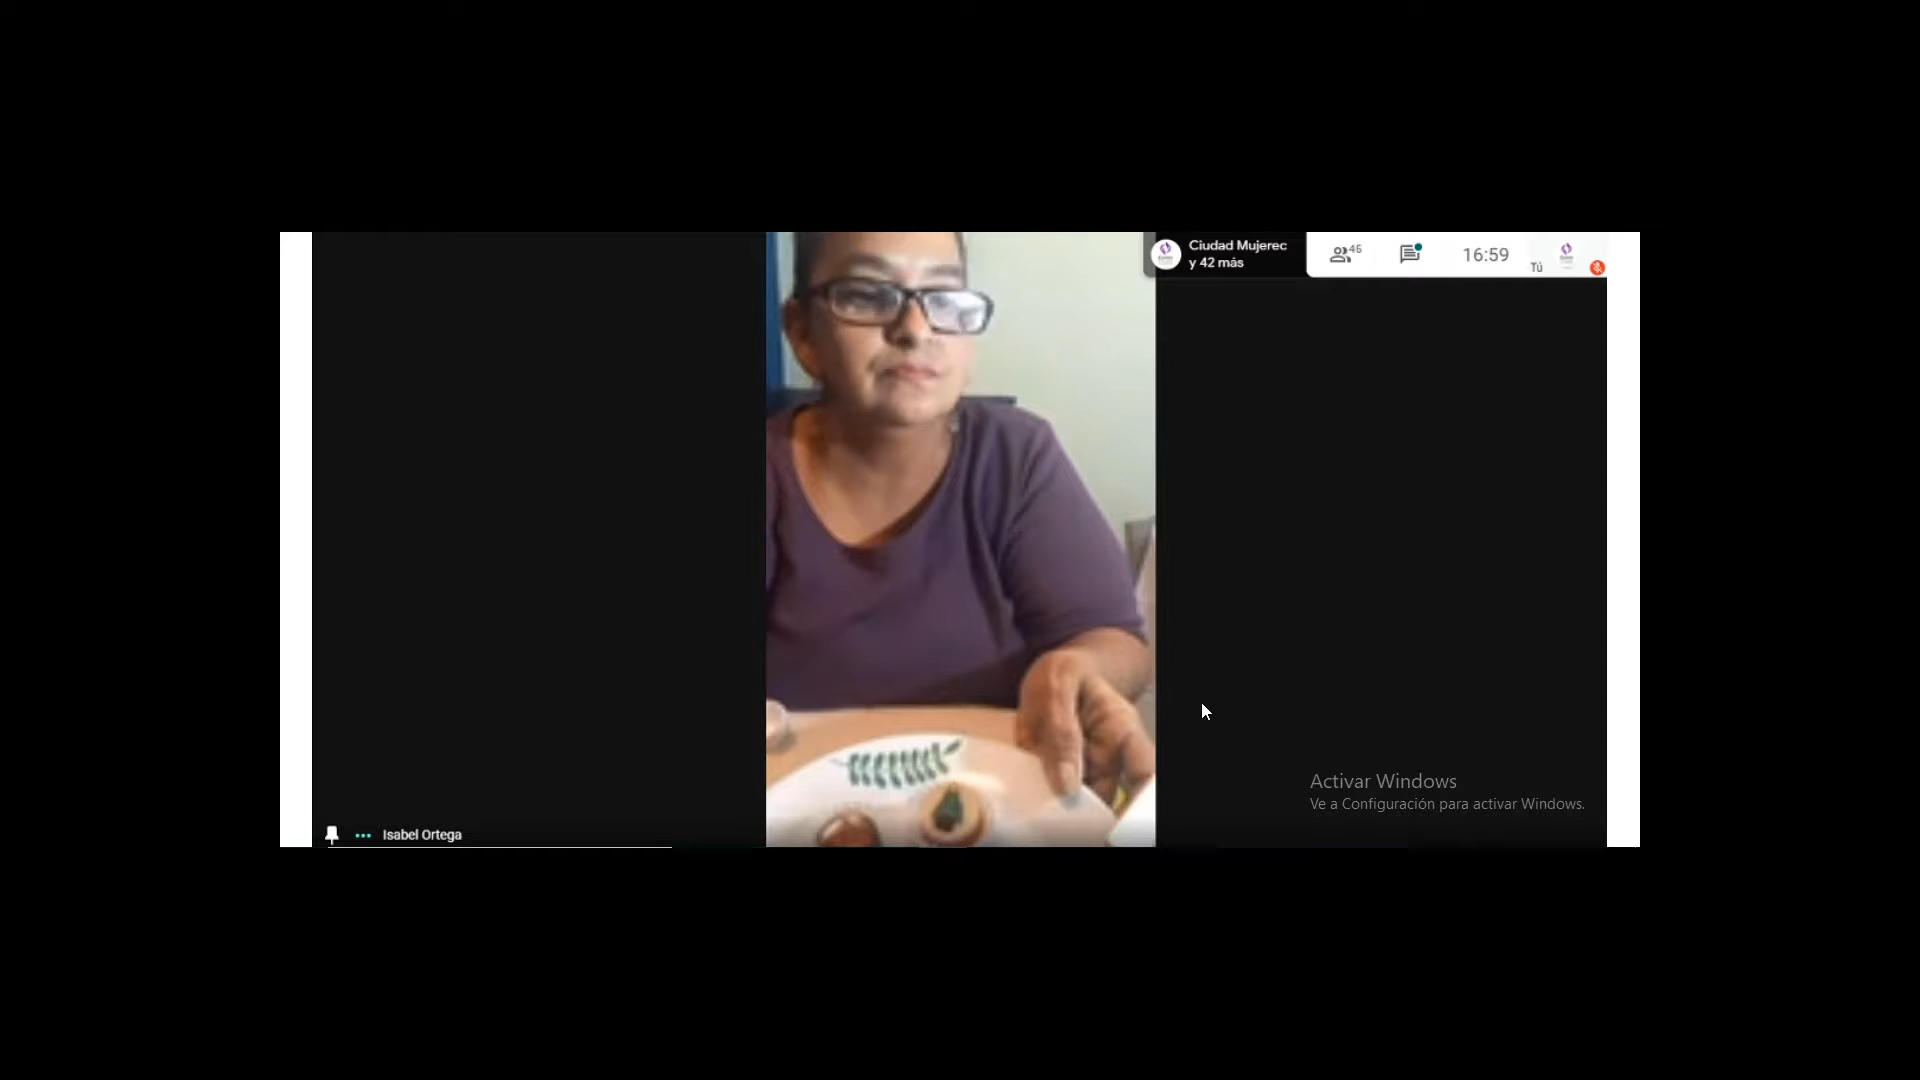 Ciudad Mujerec
y 42 más
45
16:59
Tú
Activar Windows
Ve a Configuración para activar Windows.
Isabel Ortega